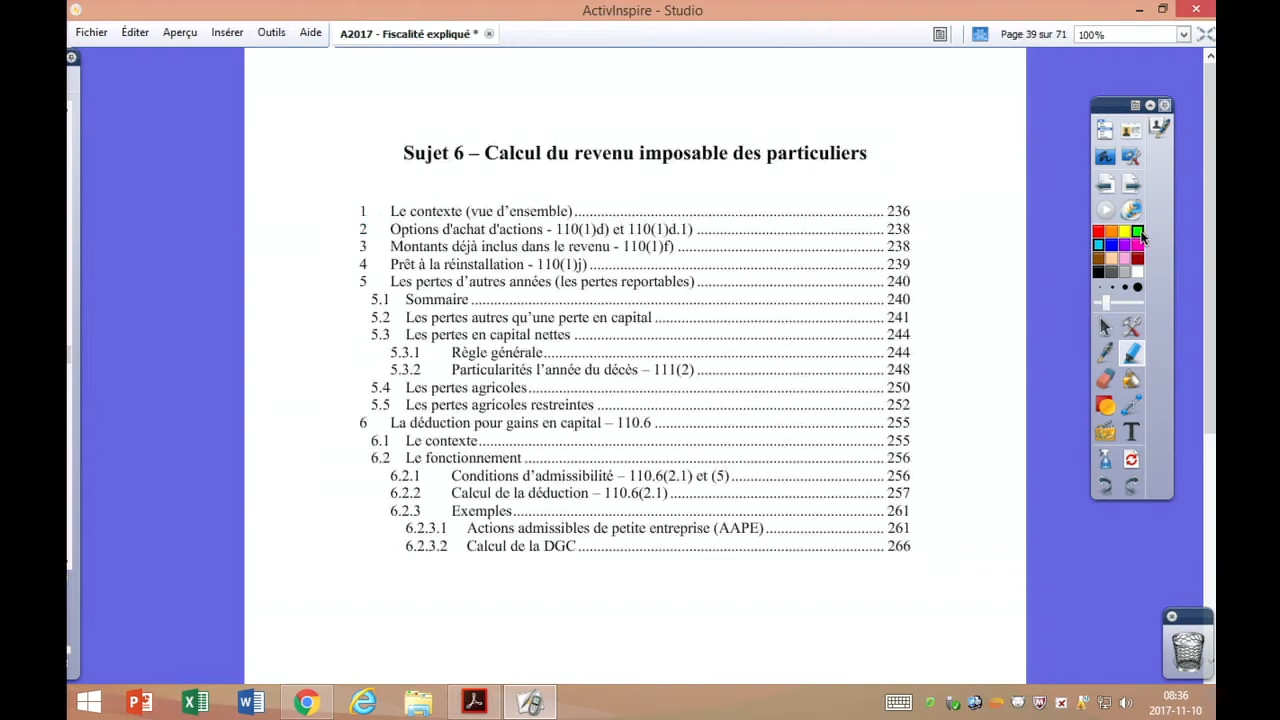 ActivInspire - Studio
Fichier Éditer Aperçu Insérer Outils Aide A2017 - Fiscalité expliqué * Page 39 sur 71 100%
Sujet 6 – Calcul du revenu imposable des particuliers
1 Le contexte (vue d'ensemble) 236
2 Options d'achat d'actions - 110(1)d) et 110(1)d.1) 238
3 Montants déjà inclus dans le revenu - 110(1)f) 238
4 Prêt à la réinstallation - 110(1)j) 239
5 Les pertes d'autres années (les pertes reportables) 240
5.1 Sommaire 240
5.2 Les pertes autres qu'une perte en capital 241
5.3 Les pertes en capital nettes 244
5.3.1 Règle générale 244
5.3.2 Particularités l'année du décès – 111(2) 248
5.4 Les pertes agricoles 250
5.5 Les pertes agricoles restreintes 252
6 La déduction pour gains en capital – 110.6 255
6.1 Le contexte 255
6.2 Le fonctionnement 256
6.2.1 Conditions d'admissibilité – 110.6(2.1) et (5) 256
6.2.2 Calcul de la déduction – 110.6(2.1) 257
6.2.3 Exemples 261
6.2.3.1 Actions admissibles de petite entreprise (AAPE) 261
6.2.3.2 Calcul de la DGC 266
08:36
2017-11-10